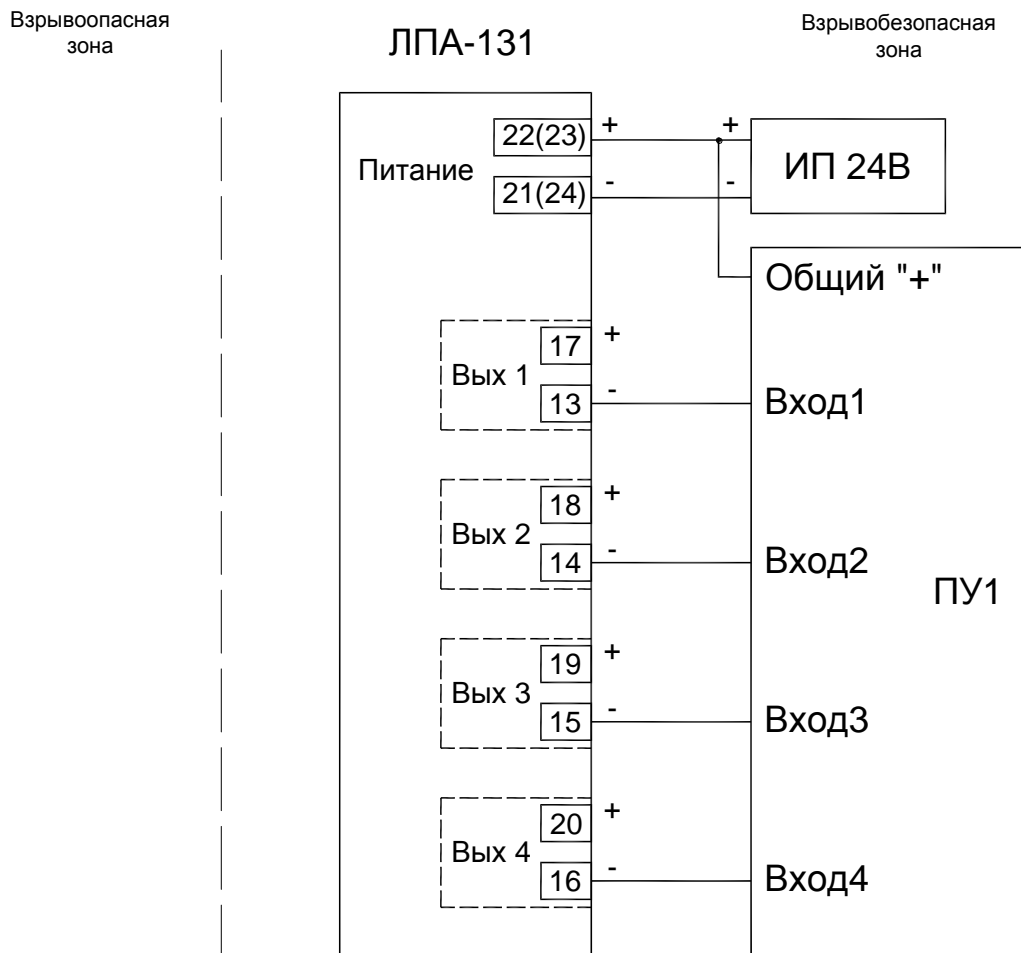 Взрывоопасная
зона
ЛПА-131
Взрывобезопасная
зона
Питание
22(23)
+
+
ИП 24В
21(24)
-
-
Общий "+"
Вых 1
17
+
13
-
Вход1
Вых 2
18
+
14
-
Вход2
ПУ1
Вых 3
19
+
15
-
Вход3
Вых 4
20
+
16
-
Вход4